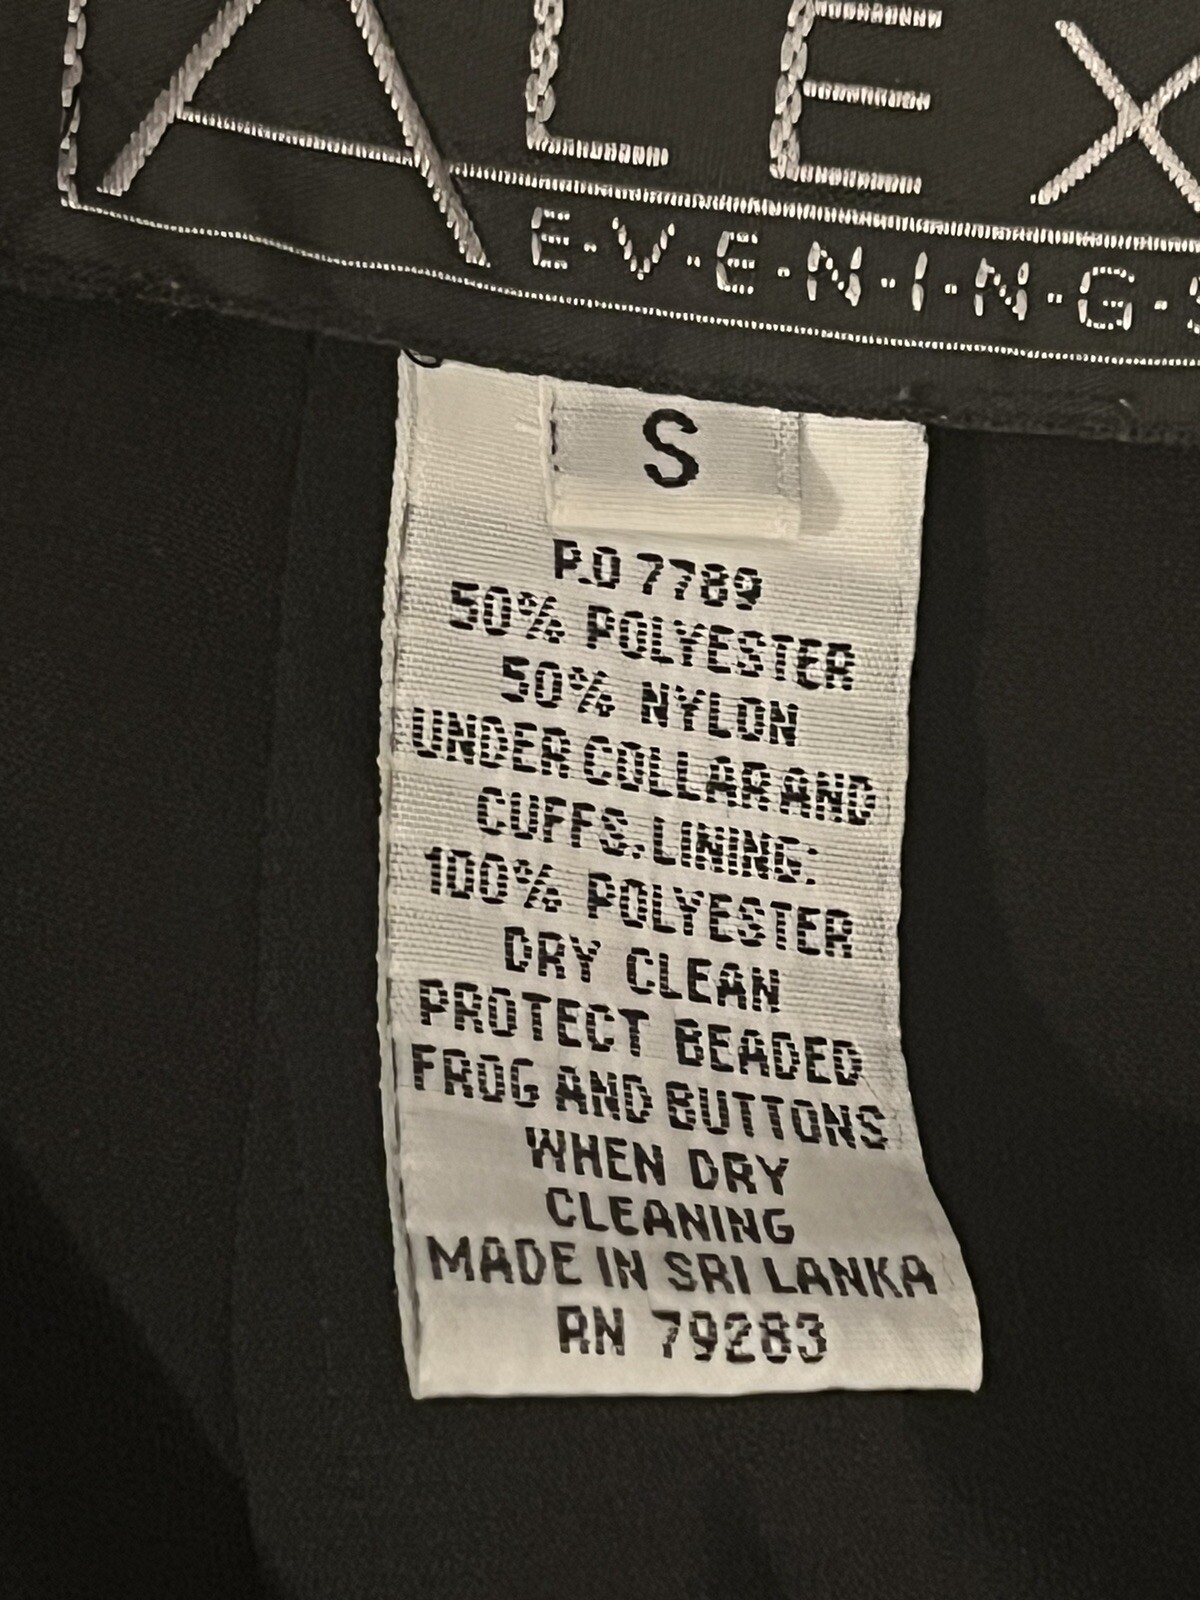 ALEX
E·V·E·N·I·N·G·S
S
P.O 7789
50% POLYESTER
50% NYLON
UNDER COLLAR AND
CUFFS. LINING:
100% POLYESTER
DRY CLEAN
PROTECT BEADED
FROG AND BUTTONS
WHEN DRY
CLEANING
MADE IN SRI LANKA
RN 79283